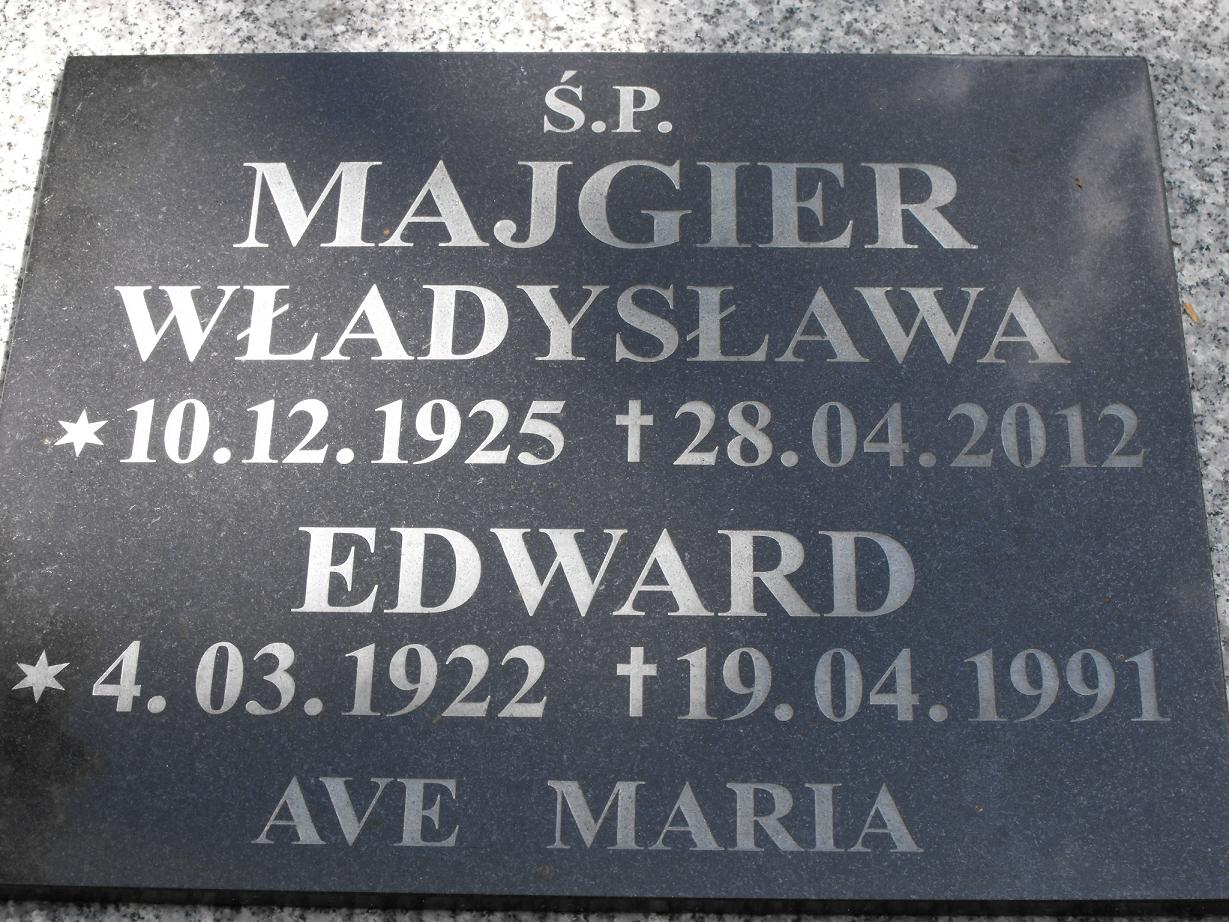 Ś.P.
MAJGIER
WŁADYSŁAWA
✶10.12.1925 †28.04.2012
EDWARD
✶4.03.1922 †19.04.1991
AVE MARIA